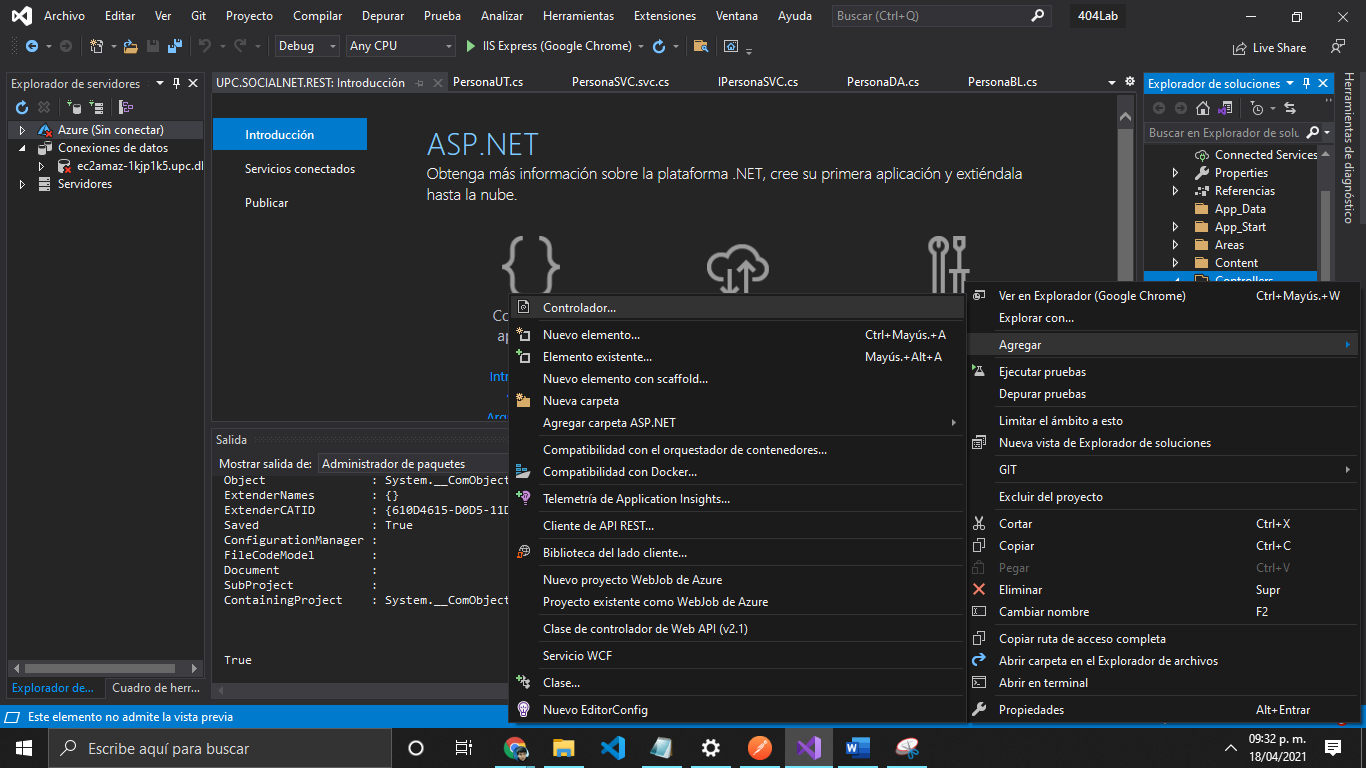 Archivo Editar Ver Git Proyecto Compilar Depurar Prueba Analizar Herramientas Extensiones Ventana Ayuda Buscar (Ctrl+Q) 404Lab
Debug Any CPU IIS Express (Google Chrome) Live Share
Explorador de servidores
Azure (Sin conectar)
Conexiones de datos
ec2amaz-1kjp1k5.upc.dl
Servidores
Explorador de... Cuadro de herr...
UPC.SOCIALNET.REST: Introducción PersonaUT.cs PersonaSVC.svc.cs IPersonaSVC.cs PersonaDA.cs PersonaBL.cs
Introducción
Servicios conectados
Publicar
ASP.NET
Obtenga más información sobre la plataforma .NET, cree su primera aplicación y extiéndala
hasta la nube.
Salida
Mostrar salida de: Administrador de paquetes
Object : System.__ComObject
ExtenderNames : {}
ExtenderCATID : {610D4615-D0D5-11D
Saved : True
ConfigurationManager :
FileCodeModel :
Document :
SubProject :
ContainingProject : System.__ComObject
True
Controlador...
Nuevo elemento... Ctrl+Mayús.+A
Elemento existente... Mayús.+Alt+A
Nuevo elemento con scaffold...
Nueva carpeta
Agregar carpeta ASP.NET
Compatibilidad con el orquestador de contenedores...
Compatibilidad con Docker...
Telemetría de Application Insights...
Cliente de API REST...
Biblioteca del lado cliente...
Nuevo proyecto WebJob de Azure
Proyecto existente como WebJob de Azure
Clase de controlador de Web API (v2.1)
Servicio WCF
Clase...
Nuevo EditorConfig
Explorador de soluciones
Buscar en Explorador de solu
Connected Services
Properties
Referencias
App_Data
App_Start
Areas
Content
Controllers
Ver en Explorador (Google Chrome) Ctrl+Mayús.+W
Explorar con...
Agregar
Ejecutar pruebas
Depurar pruebas
Limitar el ámbito a esto
Nueva vista de Explorador de soluciones
GIT
Excluir del proyecto
Cortar Ctrl+X
Copiar Ctrl+C
Pegar Ctrl+V
Eliminar Supr
Cambiar nombre F2
Copiar ruta de acceso completa
Abrir carpeta en el Explorador de archivos
Abrir en terminal
Propiedades Alt+Entrar
Herramientas de diagnóstico
Este elemento no admite la vista previa
Escribe aquí para buscar
09:32 p. m.
18/04/2021